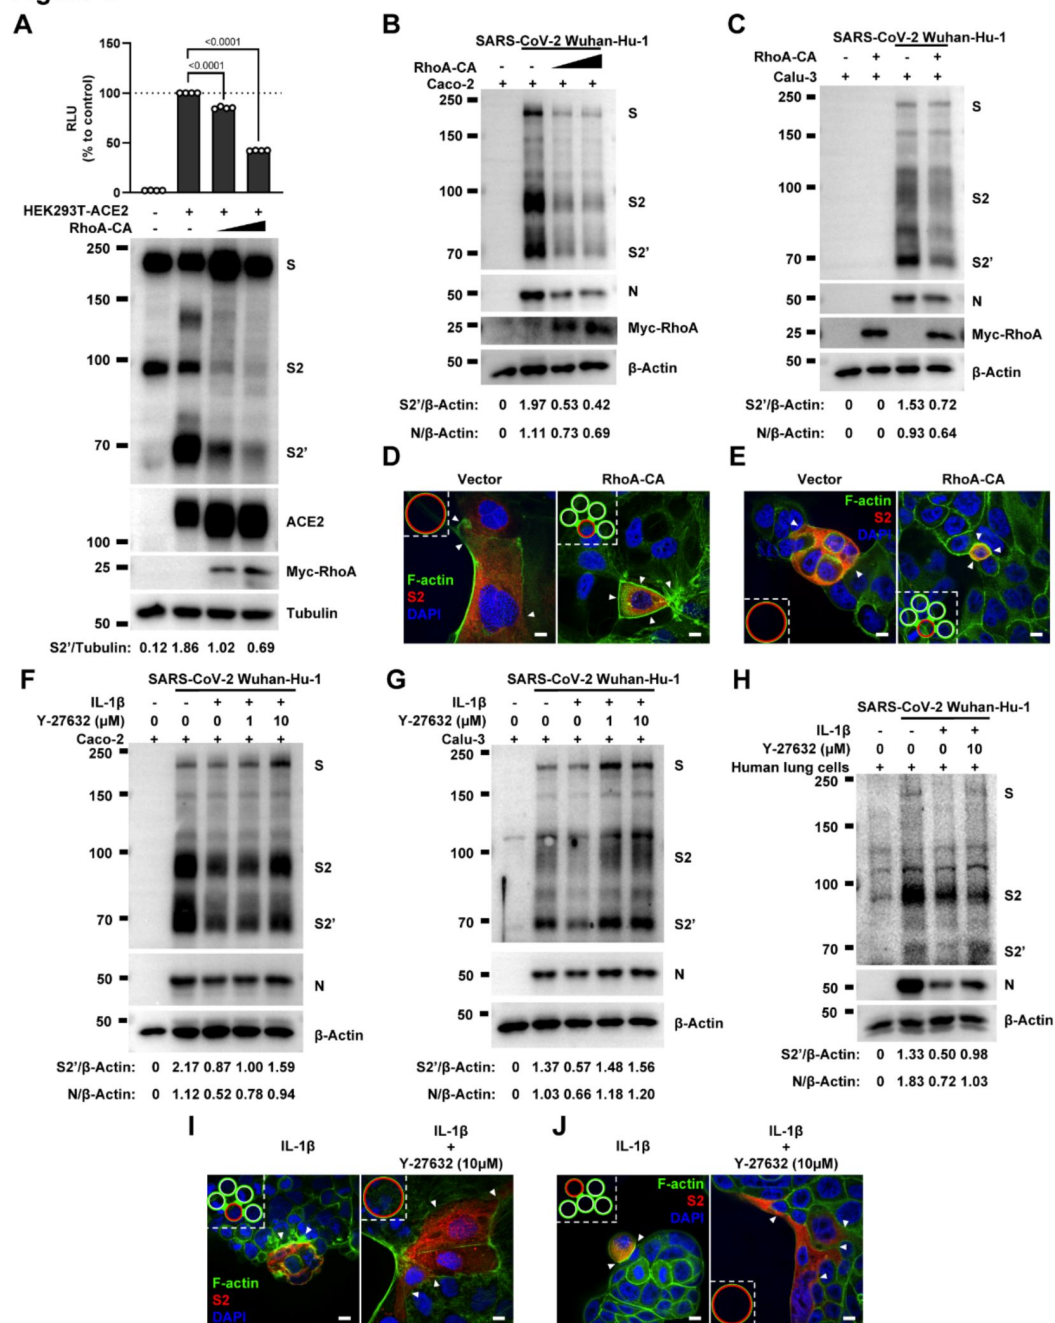 A
150
100
50
0
RLU
(% to control)
<0.0001
<0.0001
HEK293T-ACE2 - + + +
RhoA-CA - -
250
150
100
70
100
25
50
S
S2
S2'
ACE2
Myc-RhoA
Tubulin
S2'/Tubulin: 0.12 1.86 1.02 0.69
B
SARS-CoV-2 Wuhan-Hu-1
RhoA-CA - -
Caco-2 + + + +
250
150
100
70
50
25
50
S
S2
S2'
N
Myc-RhoA
β-Actin
S2'/β-Actin: 0 1.97 0.53 0.42
N/β-Actin: 0 1.11 0.73 0.69
C
SARS-CoV-2 Wuhan-Hu-1
RhoA-CA - + - +
Calu-3 + + + +
250
150
100
70
50
25
50
S
S2
S2'
N
Myc-RhoA
β-Actin
S2'/β-Actin: 0 0 1.53 0.72
N/β-Actin: 0 0 0.93 0.64
D
Vector RhoA-CA
F-actin
S2
DAPI
E
Vector RhoA-CA
F-actin
S2
DAPI
F
SARS-CoV-2 Wuhan-Hu-1
IL-1β - - + + +
Y-27632 (μM) 0 0 0 1 10
Caco-2 + + + + +
250
150
100
70
50
50
S
S2
S2'
N
β-Actin
S2'/β-Actin: 0 2.17 0.87 1.00 1.59
N/β-Actin: 0 1.12 0.52 0.78 0.94
G
SARS-CoV-2 Wuhan-Hu-1
IL-1β - - + + +
Y-27632 (μM) 0 0 0 1 10
Calu-3 + + + + +
250
150
100
70
50
50
S
S2
S2'
N
β-Actin
S2'/β-Actin: 0 1.37 0.57 1.48 1.56
N/β-Actin: 0 1.03 0.66 1.18 1.20
H
SARS-CoV-2 Wuhan-Hu-1
IL-1β - - + +
Y-27632 (μM) 0 0 0 10
Human lung cells + + + +
250
150
100
70
50
50
S
S2
S2'
N
β-Actin
S2'/β-Actin: 0 1.33 0.50 0.98
N/β-Actin: 0 1.83 0.72 1.03
I
IL-1β
IL-1β
+
Y-27632 (10μM)
F-actin
S2
DAPI
J
IL-1β
IL-1β
+
Y-27632 (10μM)
F-actin
S2
DAPI